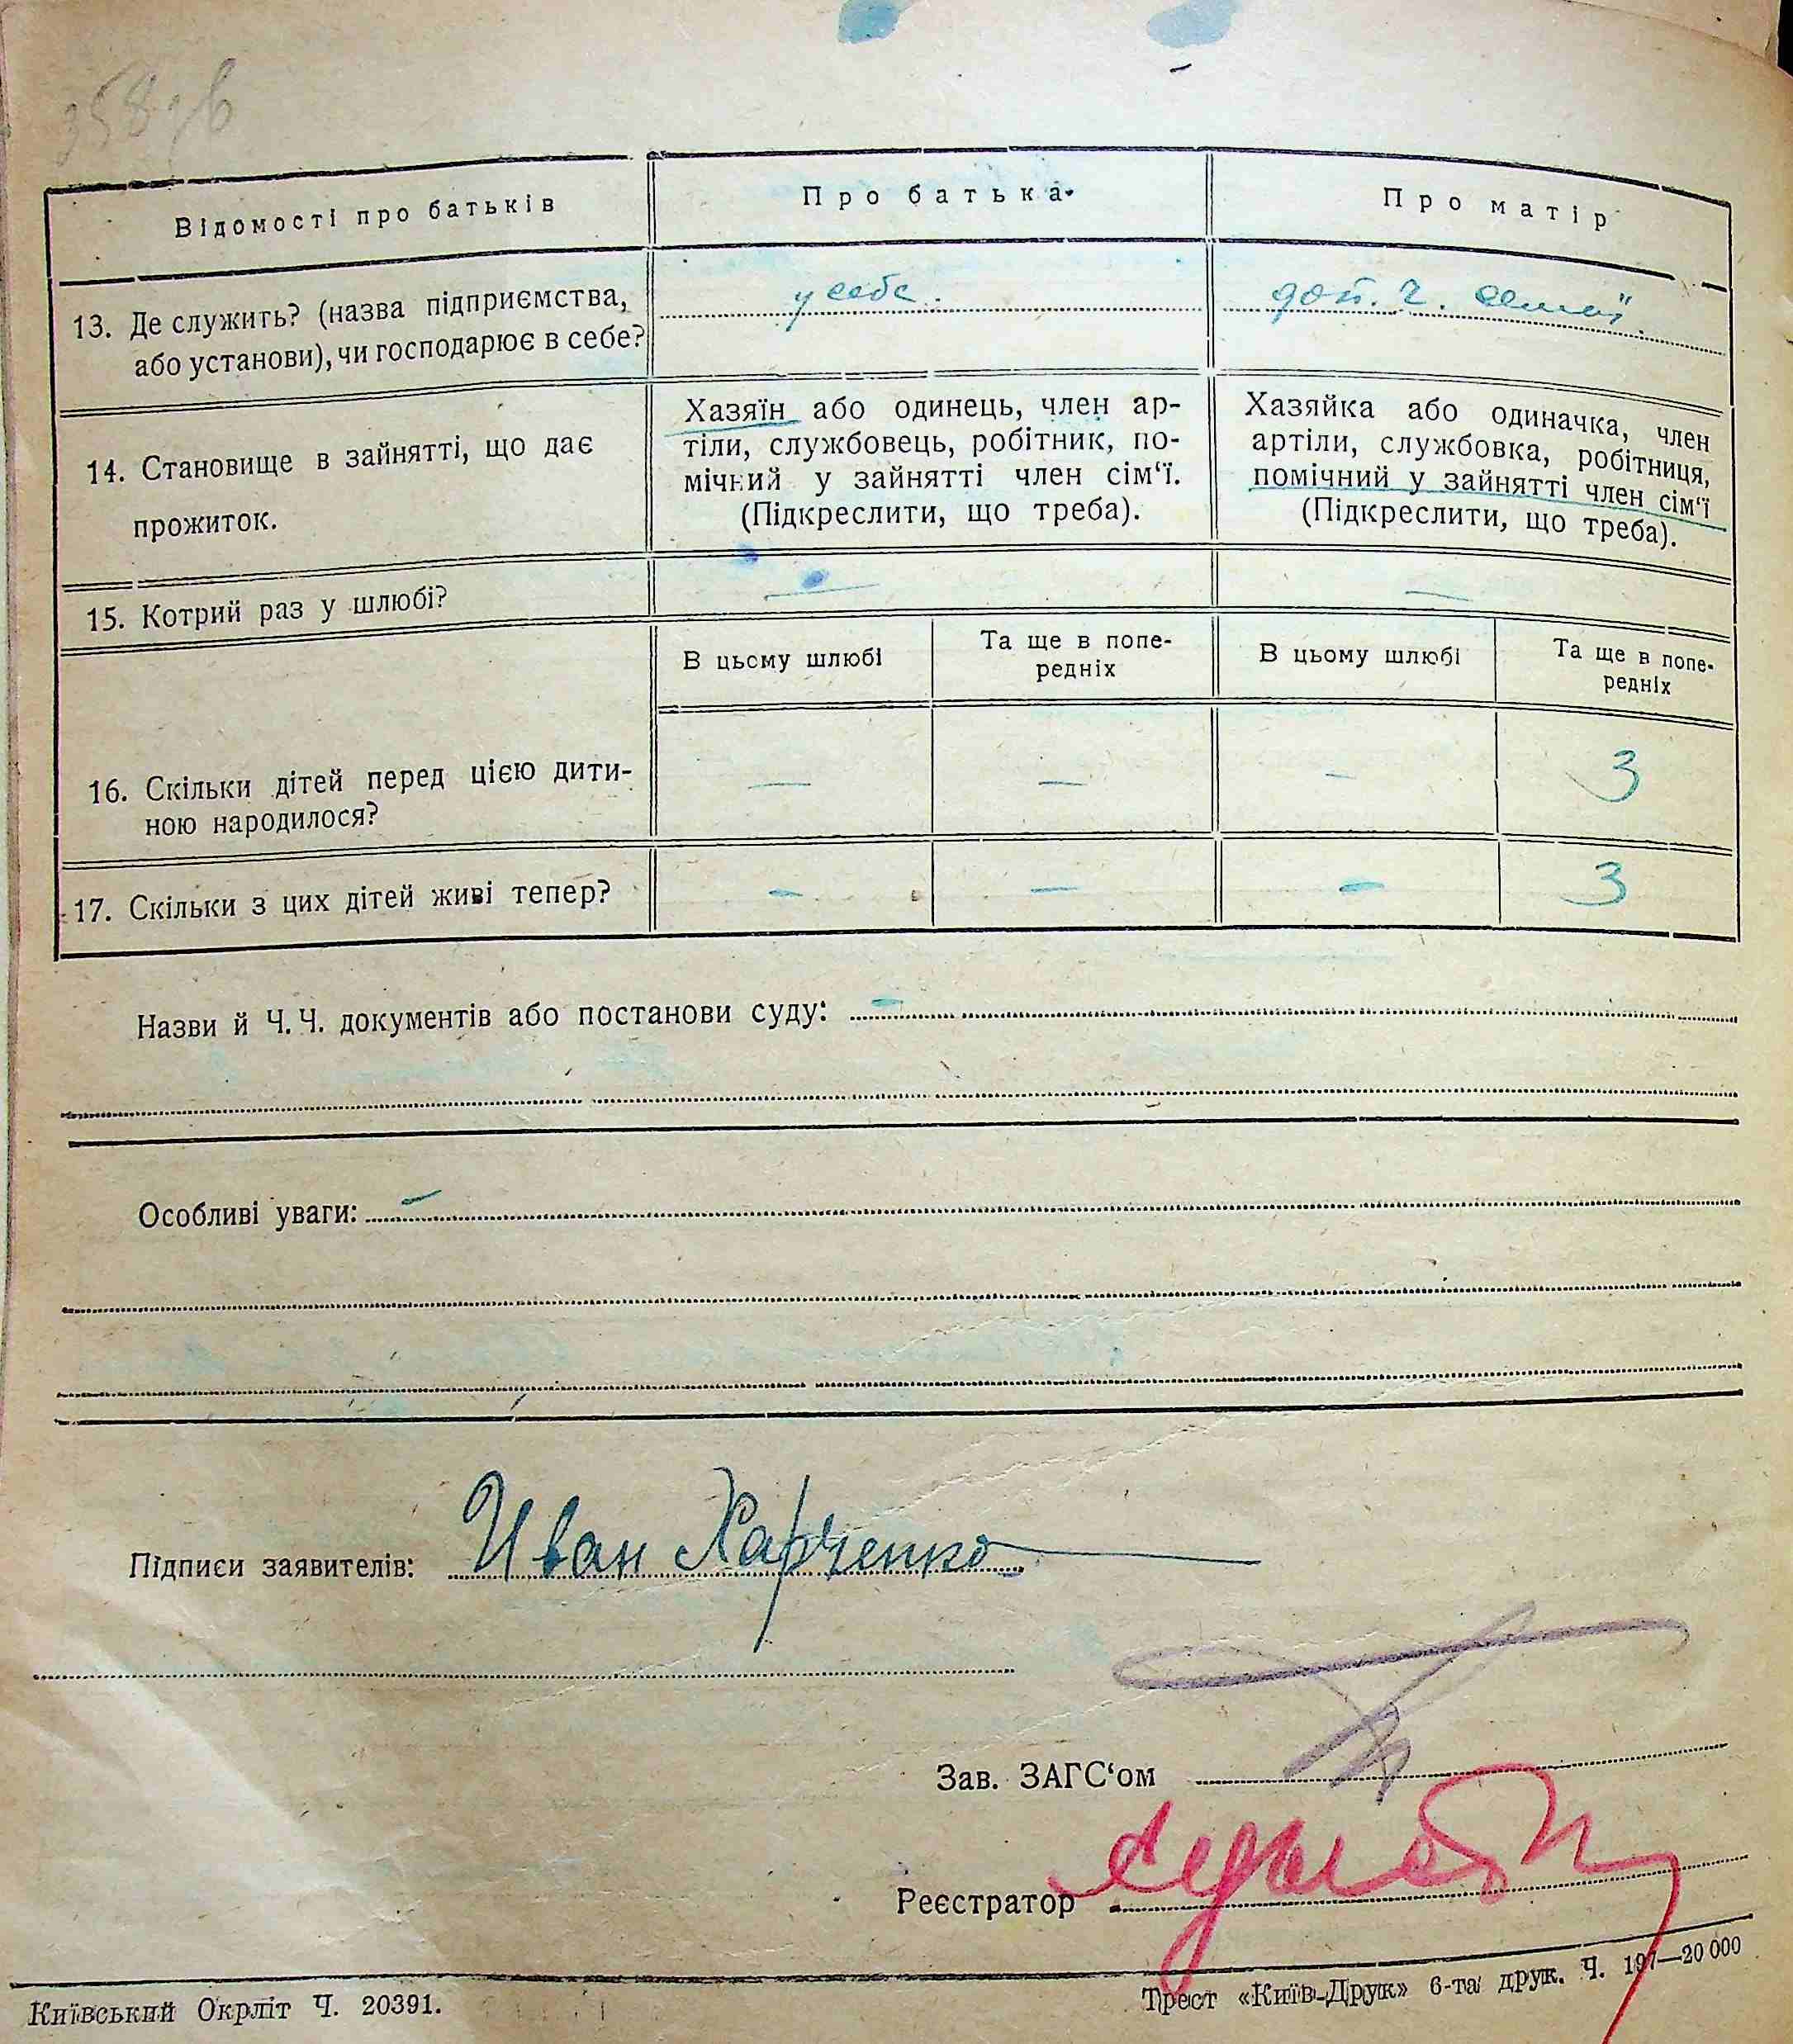 358 зв
Відомості про батьків
Про батька
Про матір
13. Де служить? (назва підприємства,
або установи), чи господарює в себе?
у себе
доп. ч. семьї
14. Становище в зайнятті, що дає
прожиток.
Хазяїн або одинець, член ар-
тіли, службовець, робітник, по-
мічний у зайнятті член сім‘ї.
(Підкреслити, що треба).
Хазяйка або одиначка, член
артіли, службовка, робітниця,
помічний у зайнятті член сім‘ї
(Підкреслити, що треба).
15. Котрий раз у шлюбі?
— —
В цьому шлюбі
Та ще в попе-
редніх
В цьому шлюбі
Та ще в попе-
редніх
16. Скільки дітей перед цією дити-
ною народилося?
— — — 3
17. Скільки з цих дітей живі тепер?
— — — 3
Назви й Ч.Ч. документів або постанови суду: —
Особливі уваги: —
Підписи заявителів: Иван Харченко
Зав. ЗАГС‘ом
Реєстратор
Київський Окрліт Ч. 20391.
Трест «Київ-Друк» 6-та друк. Ч. 197—20 000